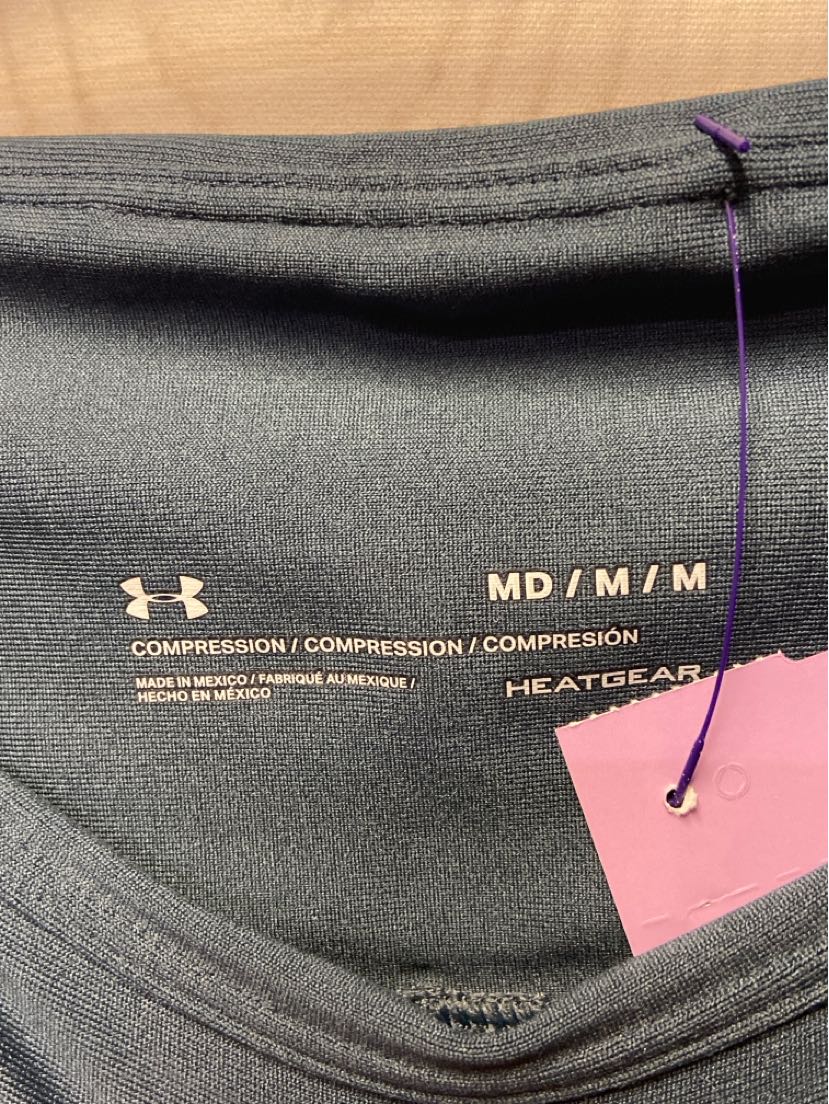 MD / M / M
COMPRESSION / COMPRESSION / COMPRESIÓN
MADE IN MEXICO / FABRIQUÉ AU MEXIQUE /
HECHO EN MÉXICO
HEATGEAR